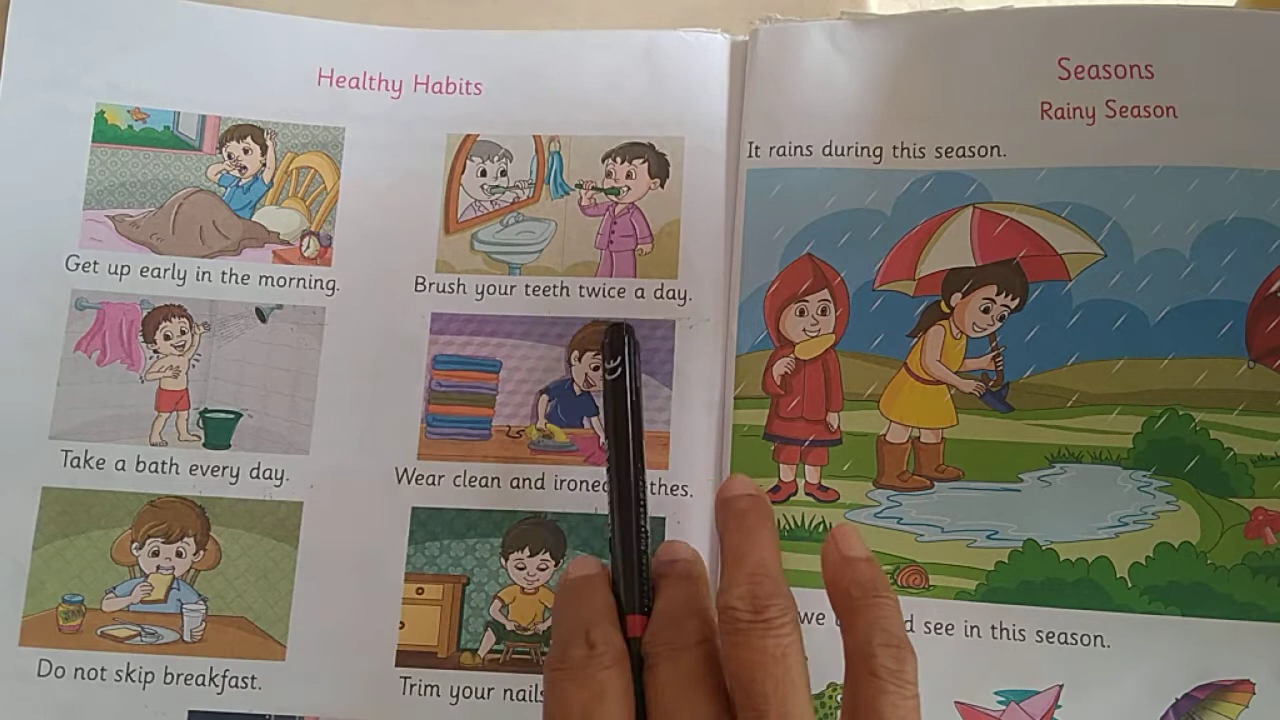 Healthy Habits
Get up early in the morning.
Brush your teeth twice a day.
Take a bath every day.
Wear clean and ironed thes.
Do not skip breakfast.
Trim your nails
Seasons
Rainy Season
It rains during this season.
we d see in this season.